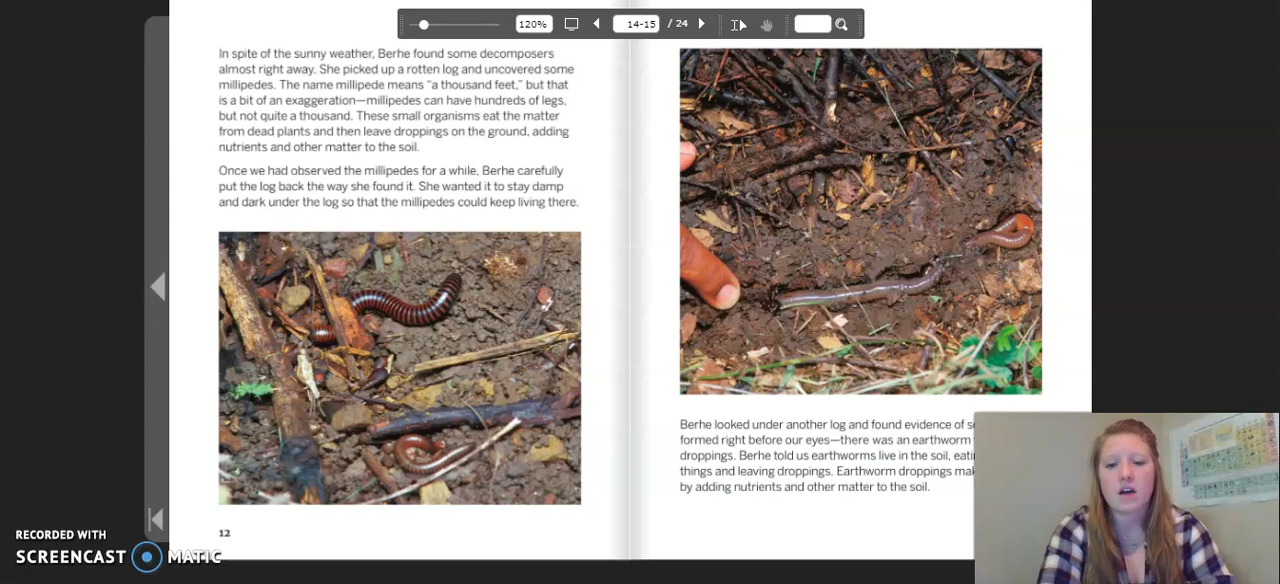 120%
14-15
/ 24
In spite of the sunny weather, Berhe found some decomposers
almost right away. She picked up a rotten log and uncovered some
millipedes. The name millipede means "a thousand feet," but that
is a bit of an exaggeration—millipedes can have hundreds of legs,
but not quite a thousand. These small organisms eat the matter
from dead plants and then leave droppings on the ground, adding
nutrients and other matter to the soil.
Once we had observed the millipedes for a while, Berhe carefully
put the log back the way she found it. She wanted it to stay damp
and dark under the log so that the millipedes could keep living there.
12
Berhe looked under another log and found evidence of
formed right before our eyes—there was an earthworm
droppings. Berhe told us earthworms live in the soil,
things and leaving droppings. Earthworm droppings
by adding nutrients and other matter to the soil.
RECORDED WITH
SCREENCAST MATIC